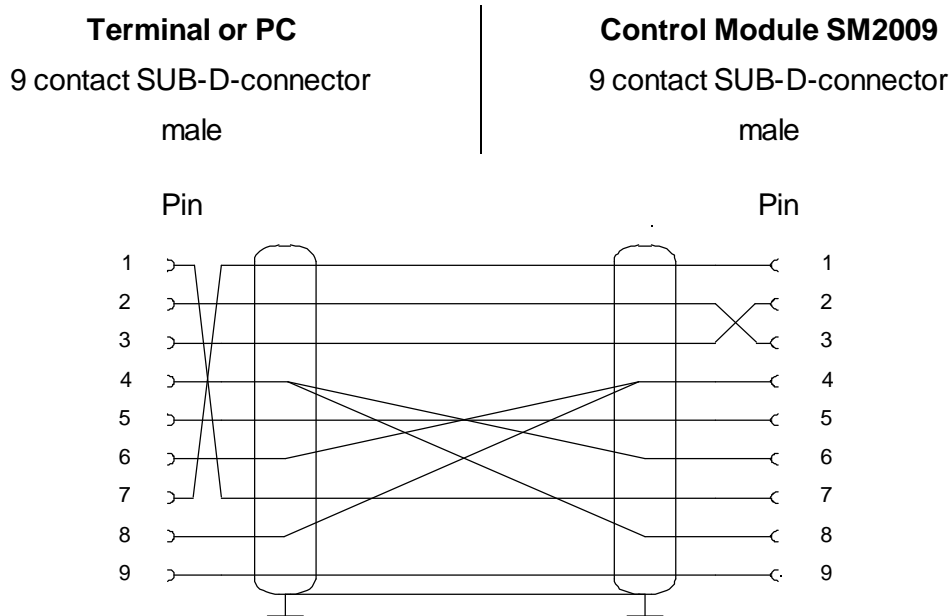 Terminal or PC
9 contact SUB-D-connector
male
Control Module SM2009
9 contact SUB-D-connector
male
Pin
Pin
1
1
2
2
3
3
4
4
5
5
6
6
7
7
8
8
9
9